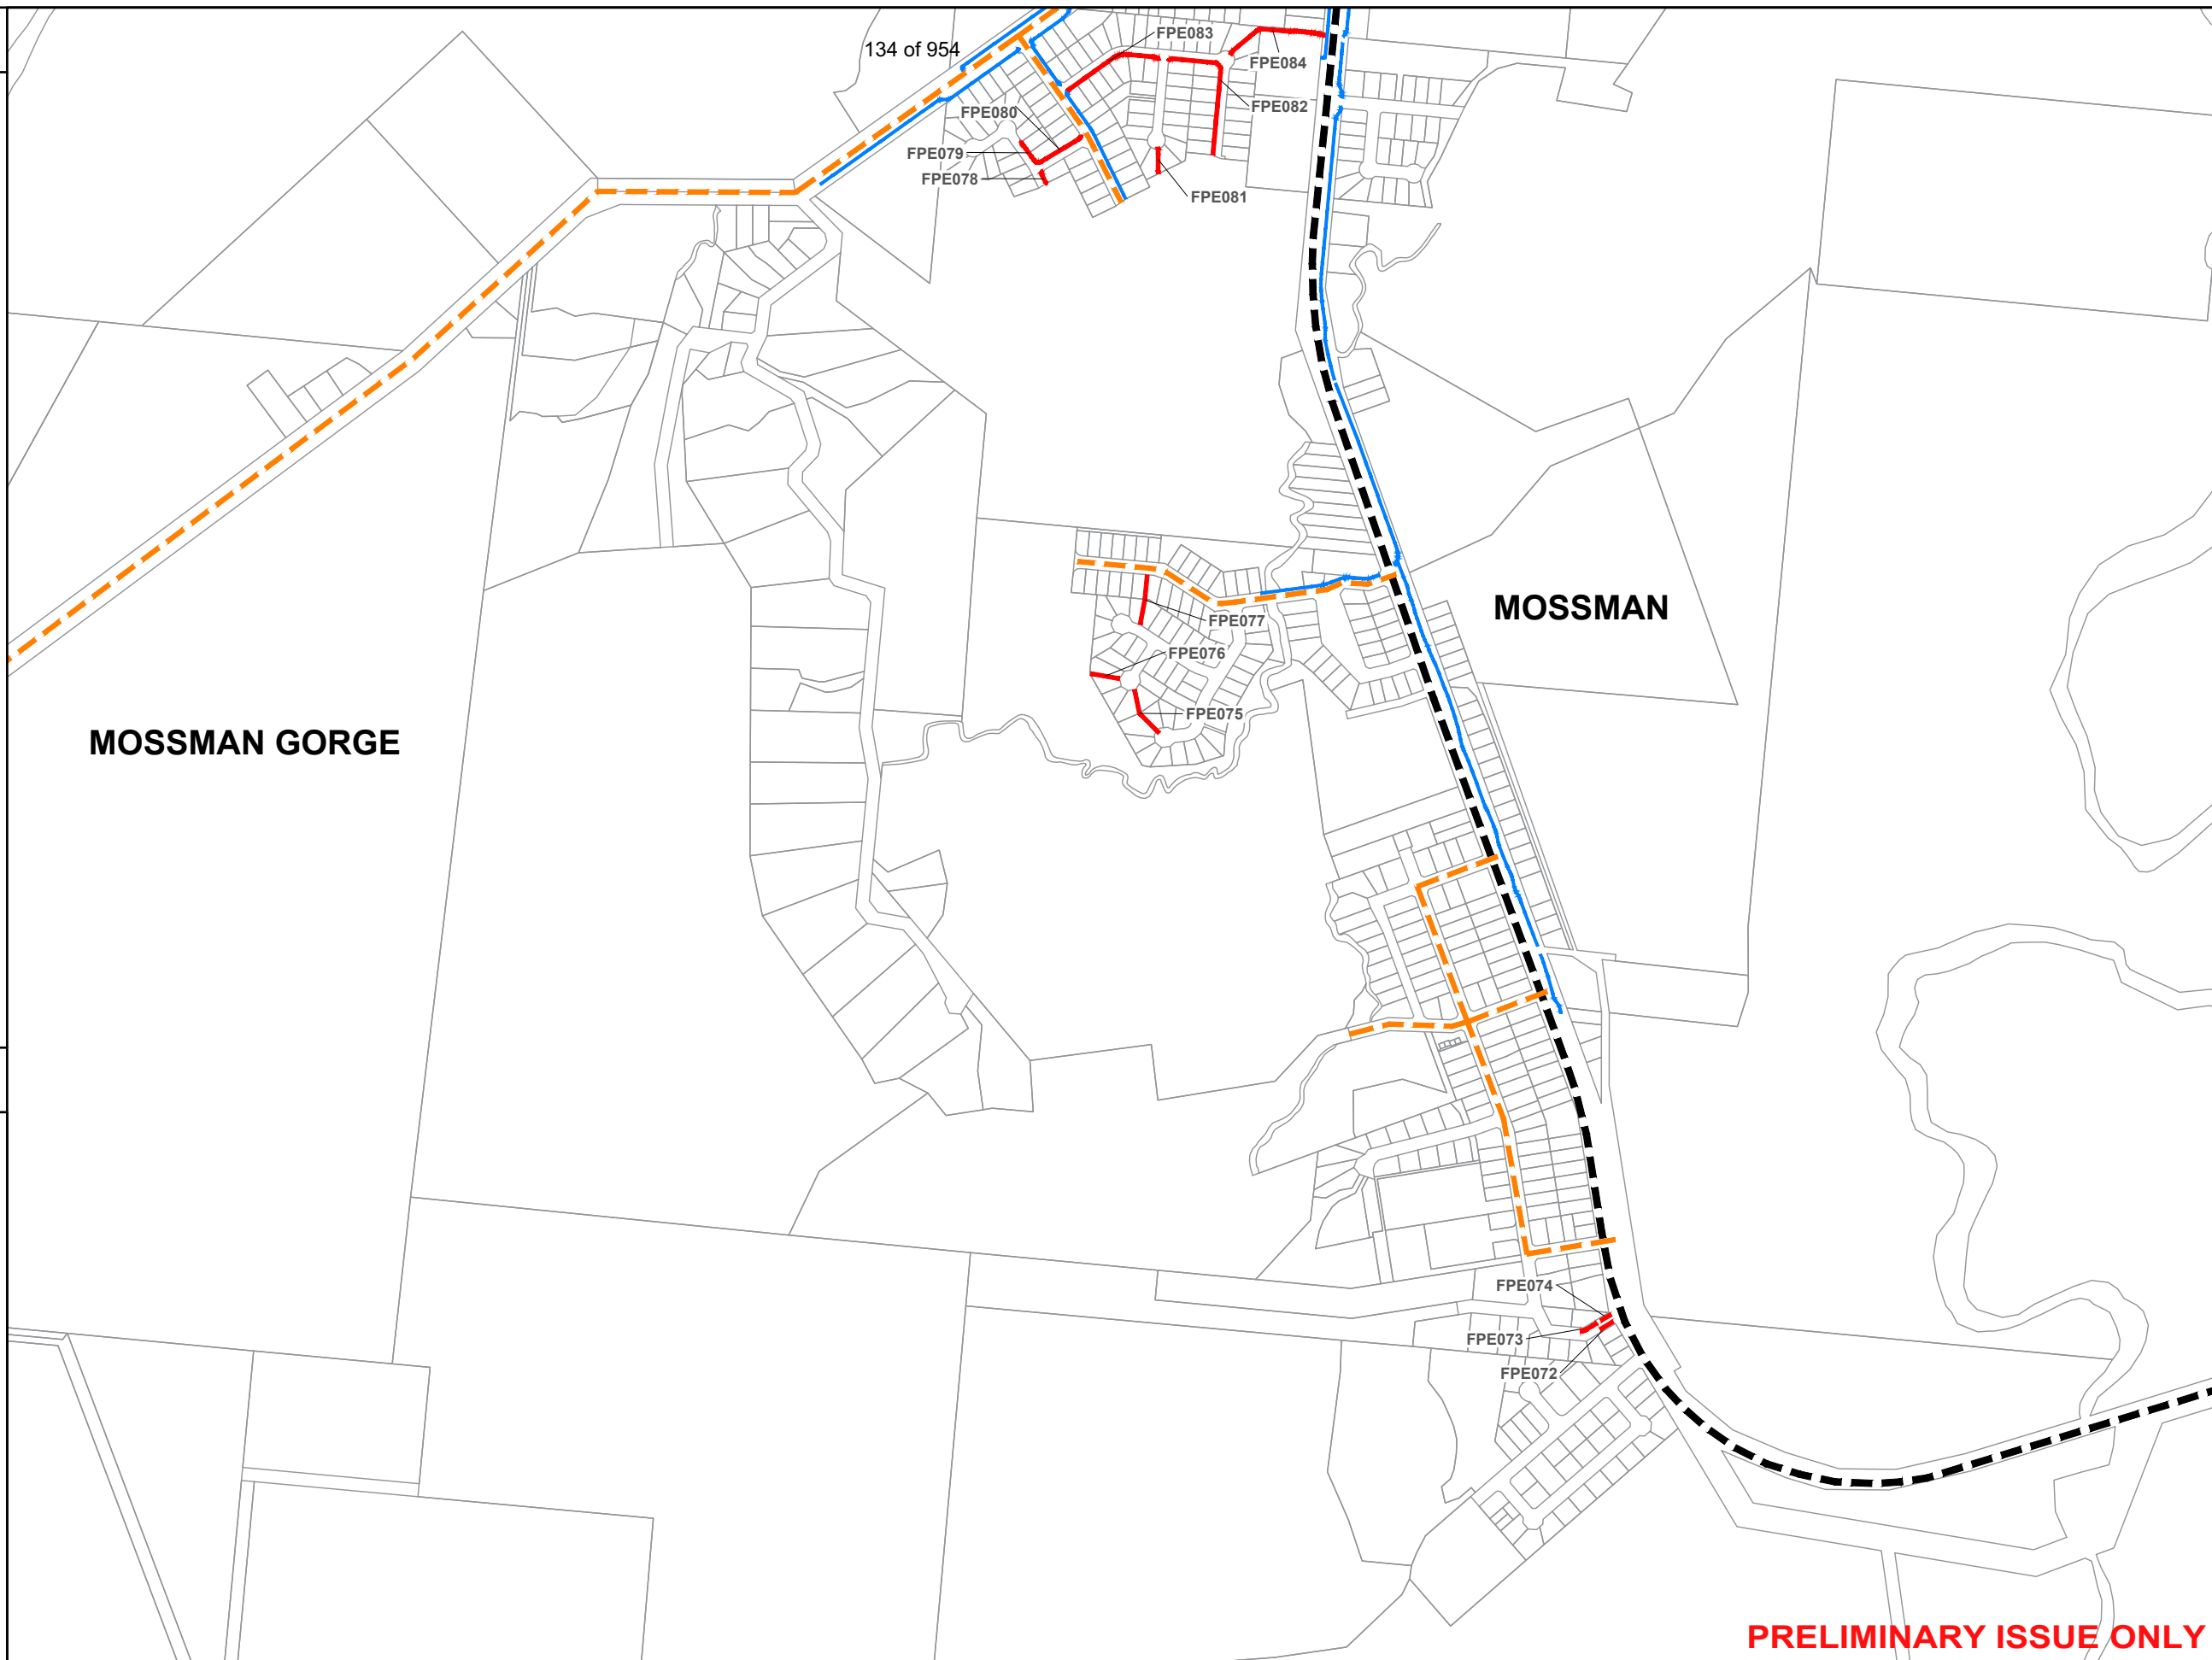 134 of 954
FPE083
FPE084
FPE082
FPE080
FPE079
FPE078
FPE081
MOSSMAN
FPE077
FPE076
FPE075
MOSSMAN GORGE
FPE074
FPE073
FPE072
PRELIMINARY ISSUE ONLY